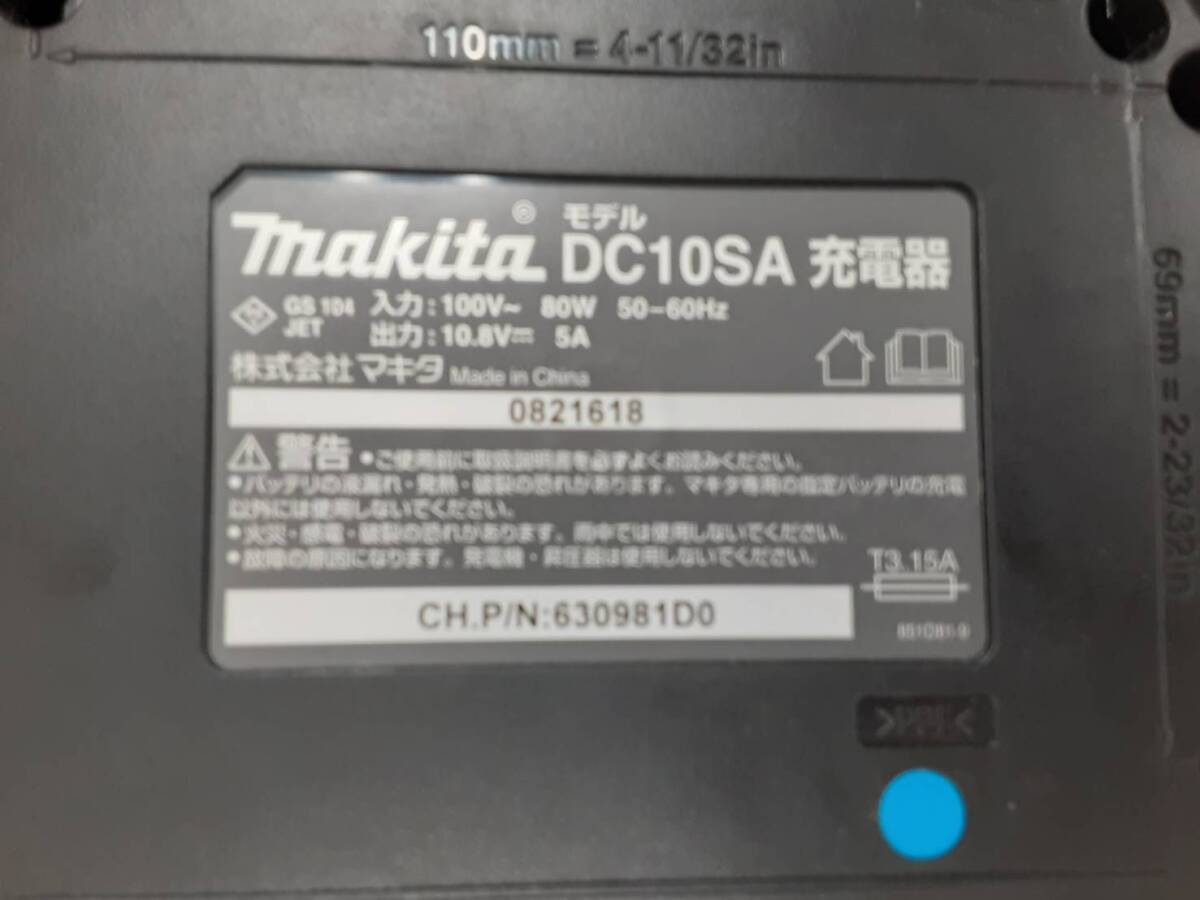 110mm = 4-11/32in
69mm = 2-23/32in
makita® モデル DC10SA 充電器
GS 104 入力:100V~ 80W 50-60Hz
JET 出力:10.8V⎓ 5A
株式会社マキタ Made in China
0821618
警告 •ご使用前に取扱説明書を必ずよくお読みください。
•バッテリの液漏れ・発熱・破裂の恐れがあります。マキタ専用の指定バッテリの充電
以外には使用しないでください。
•火災・感電・破裂の恐れがあります。雨中では使用しないでください。
•故障の原因になります。発電機・昇圧器は使用しないでください。
T3.15A
CH.P/N:630981D0